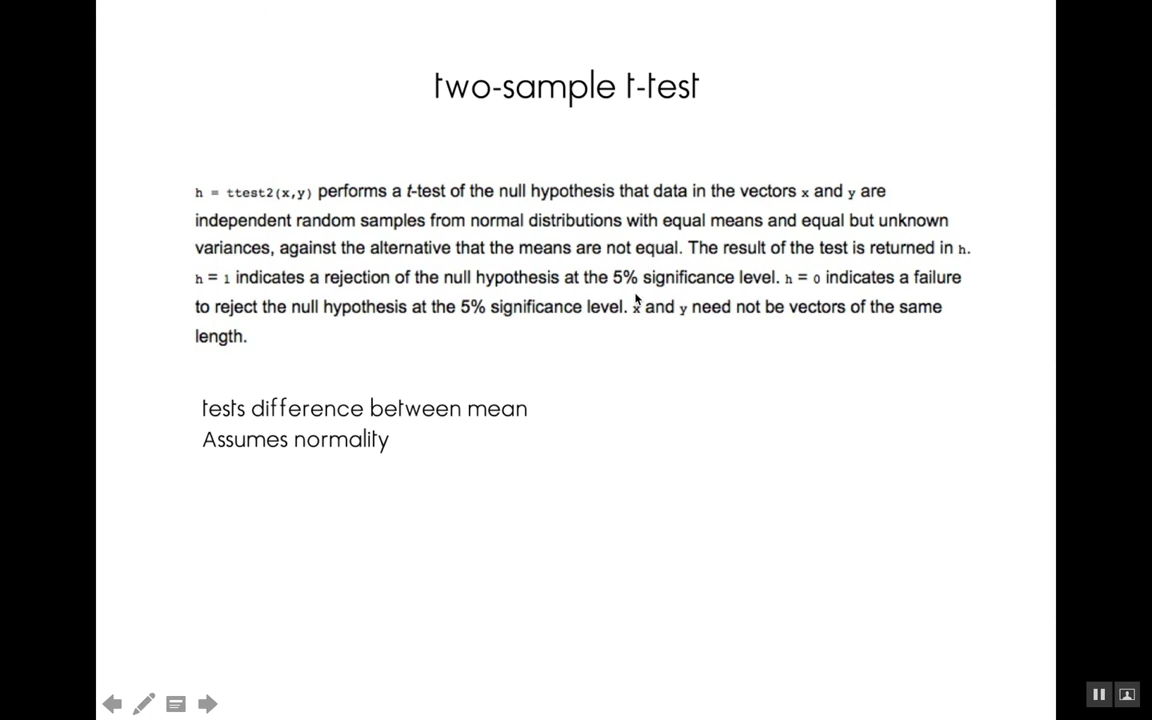 two-sample t-test
h = ttest2(x,y) performs a t-test of the null hypothesis that data in the vectors x and y are
independent random samples from normal distributions with equal means and equal but unknown
variances, against the alternative that the means are not equal. The result of the test is returned in h.
h = 1 indicates a rejection of the null hypothesis at the 5% significance level. h = 0 indicates a failure
to reject the null hypothesis at the 5% significance level. x and y need not be vectors of the same
length.
tests difference between mean
Assumes normality